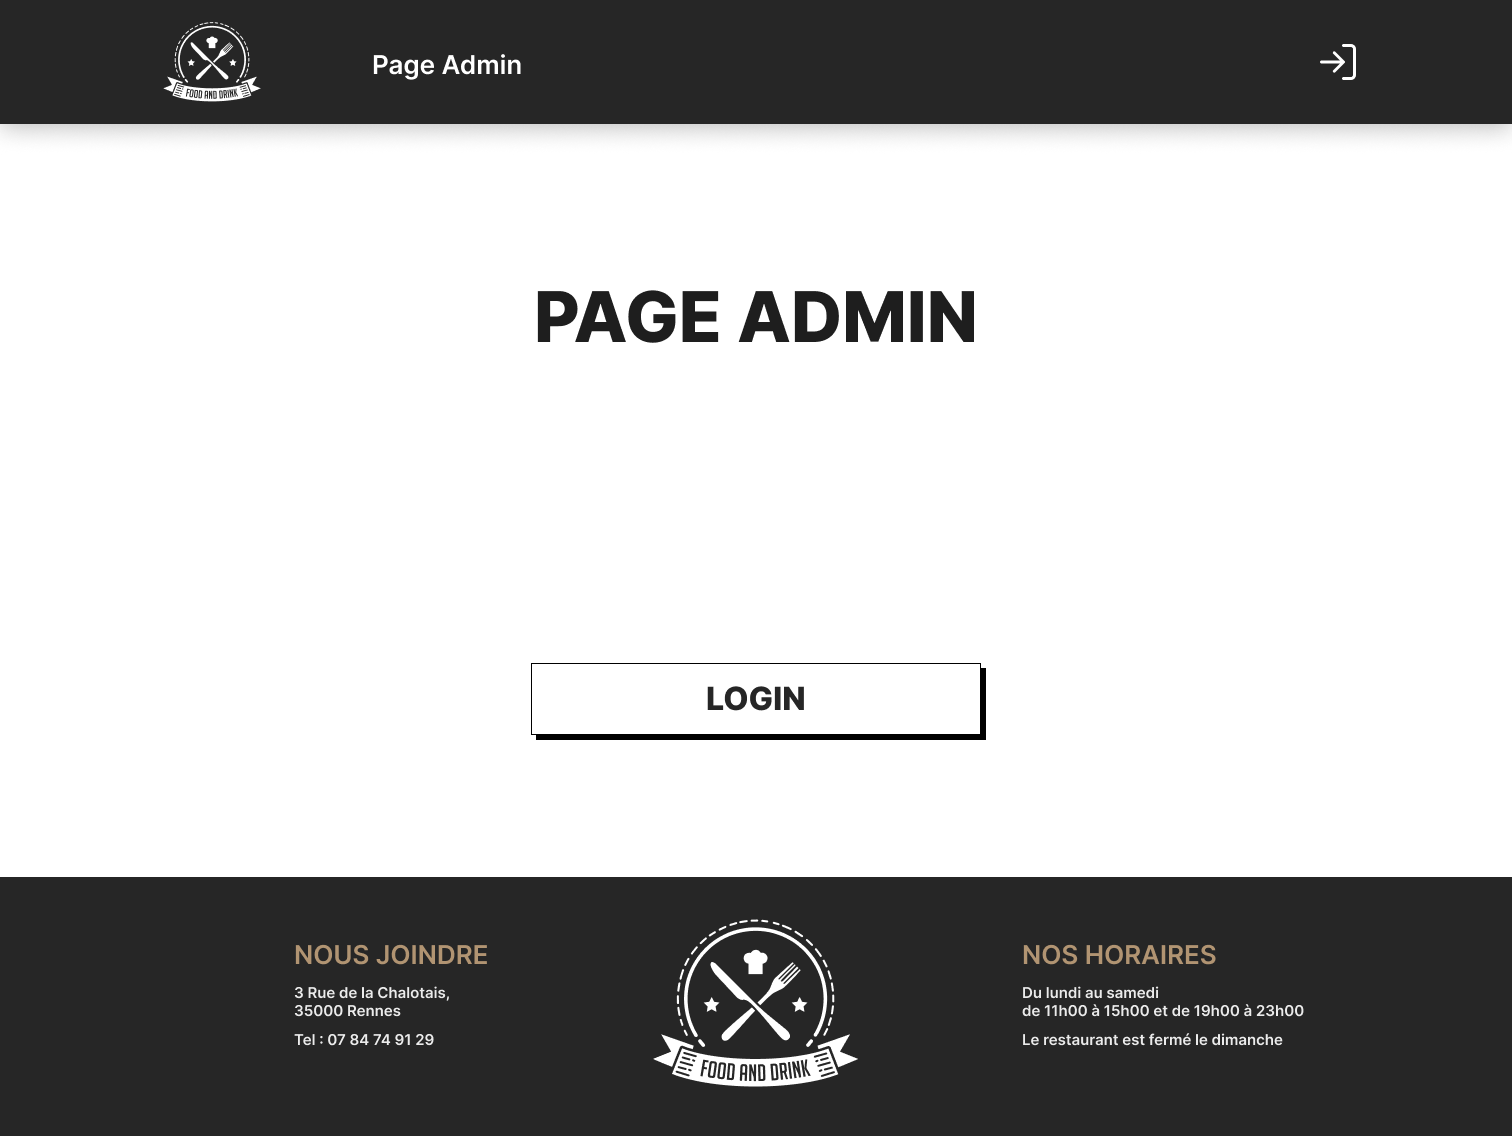 FOOD AND DRINK
Page Admin
PAGE ADMIN
LOGIN
NOUS JOINDRE
3 Rue de la Chalotais,
35000 Rennes
Tel : 07 84 74 91 29
FOOD AND DRINK
NOS HORAIRES
Du lundi au samedi
de 11h00 à 15h00 et de 19h00 à 23h00
Le restaurant est fermé le dimanche